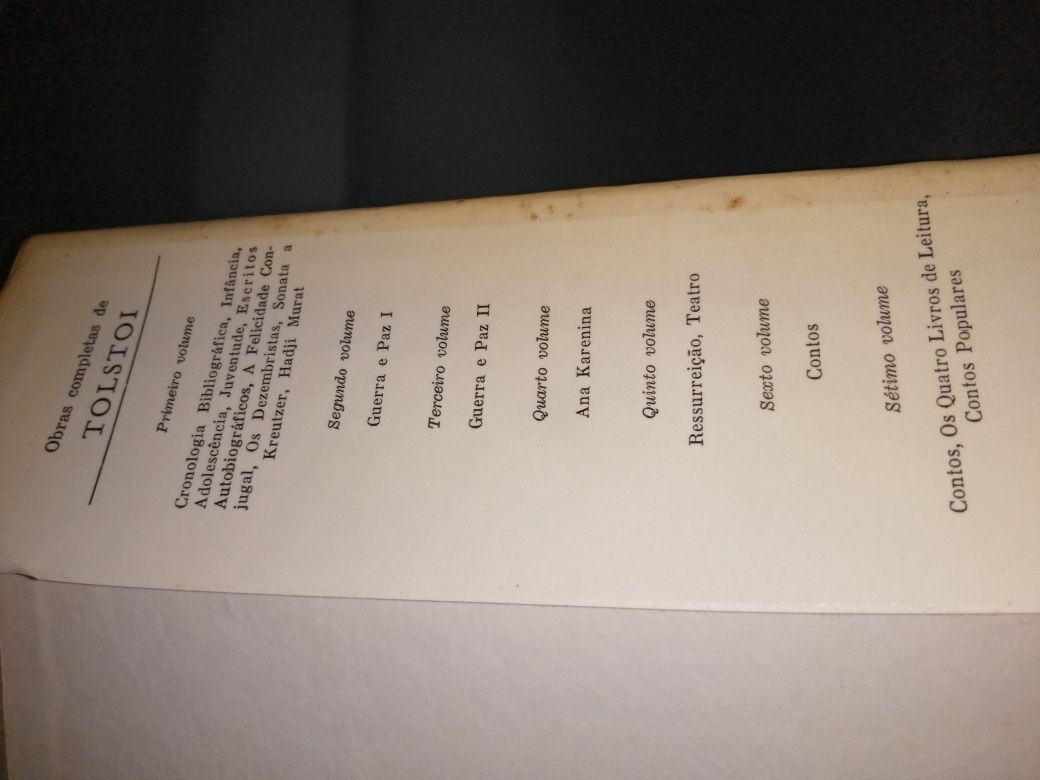 Obras completas de
TOLSTOI
Primeiro volume
Cronologia Bibliográfica, Infância,
Adolescência, Juventude, Escritos
Autobiográficos, A Felicidade Con-
jugal, Os Dezembristas, Sonata a
Kreutzer, Hadji Murat
Segundo volume
Guerra e Paz I
Terceiro volume
Guerra e Paz II
Quarto volume
Ana Karenina
Quinto volume
Ressurreição, Teatro
Sexto volume
Contos
Sétimo volume
Contos, Os Quatro Livros de Leitura,
Contos Populares